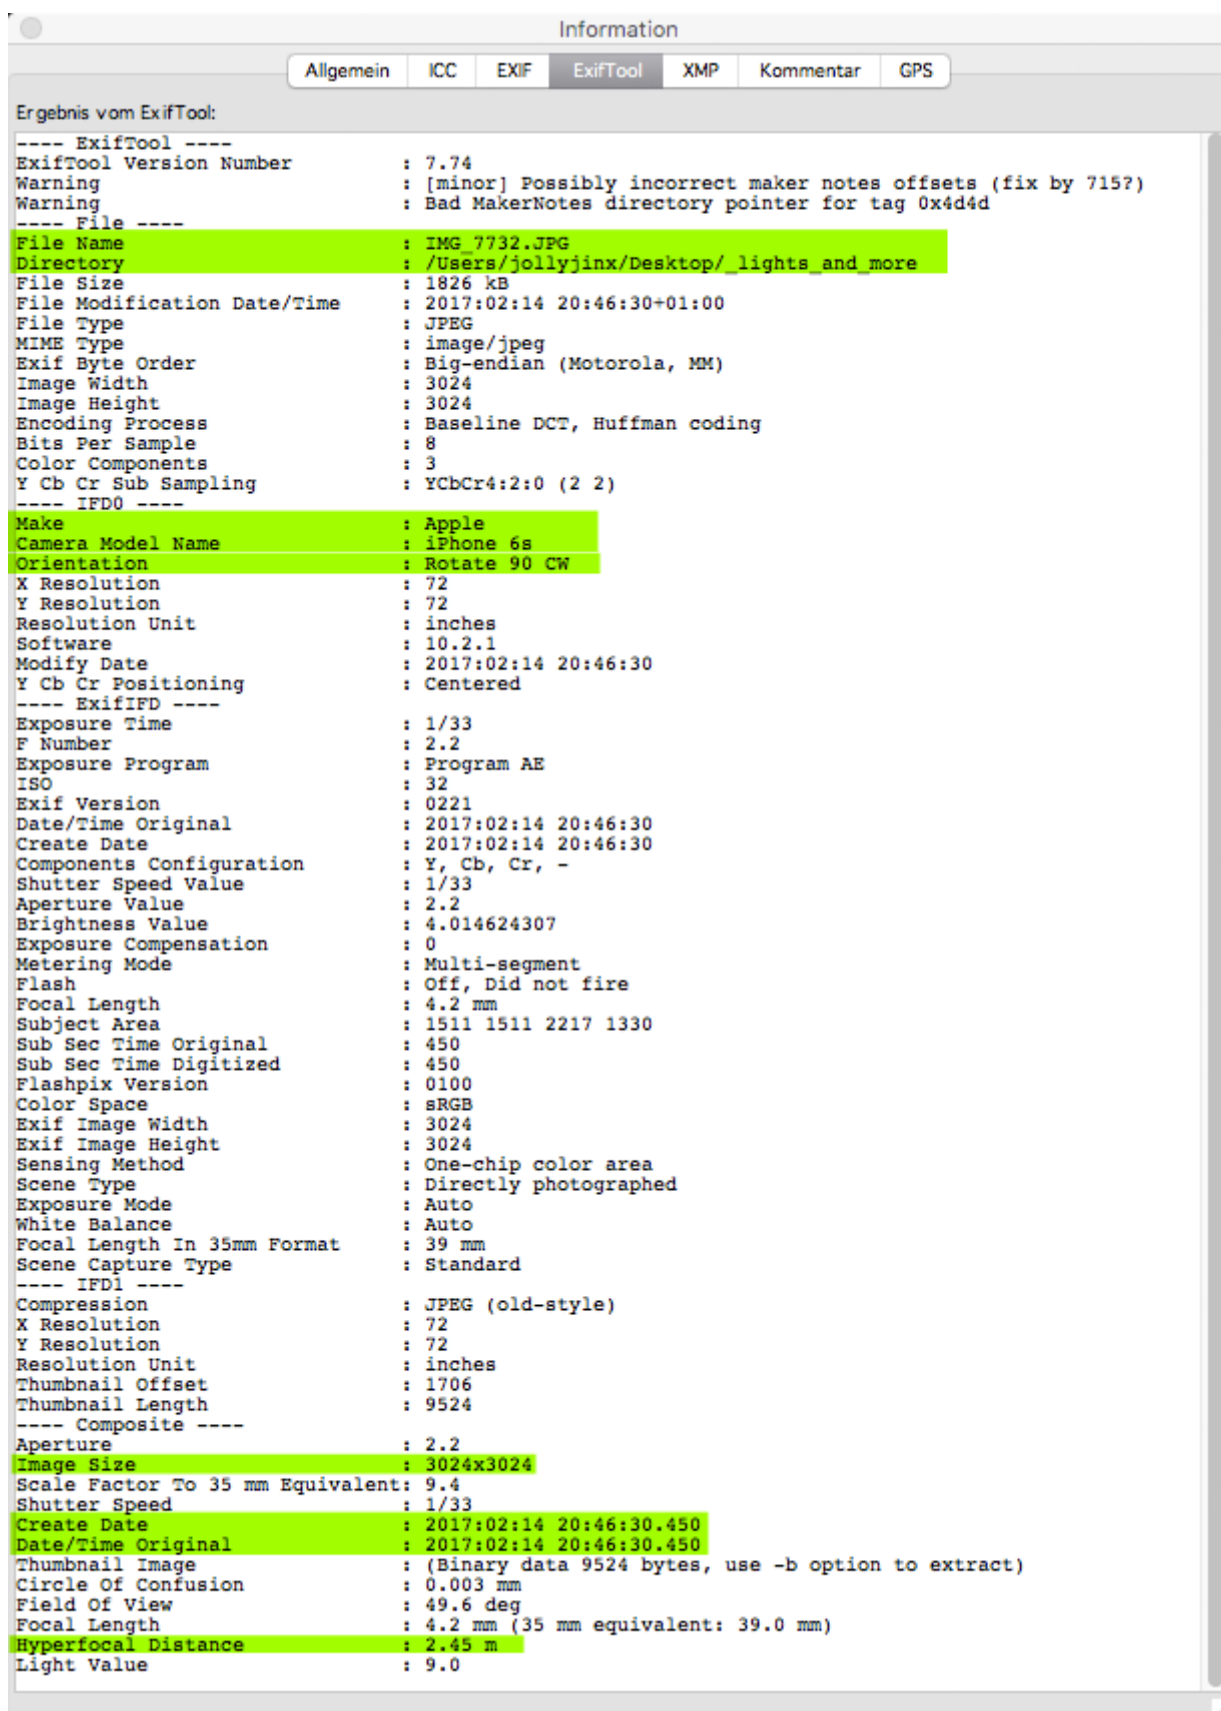 Information
Allgemein ICC EXIF ExifTool XMP Kommentar GPS
Ergebnis vom ExifTool:
---- ExifTool ----
ExifTool Version Number : 7.74
Warning : [minor] Possibly incorrect maker notes offsets (fix by 715?)
Warning : Bad MakerNotes directory pointer for tag 0x4d4d
---- File ----
File Name : IMG_7732.JPG
Directory : /Users/jollyjinx/Desktop/_lights_and_more
File Size : 1826 kB
File Modification Date/Time : 2017:02:14 20:46:30+01:00
File Type : JPEG
MIME Type : image/jpeg
Exif Byte Order : Big-endian (Motorola, MM)
Image Width : 3024
Image Height : 3024
Encoding Process : Baseline DCT, Huffman coding
Bits Per Sample : 8
Color Components : 3
Y Cb Cr Sub Sampling : YCbCr4:2:0 (2 2)
---- IFD0 ----
Make : Apple
Camera Model Name : iPhone 6s
Orientation : Rotate 90 CW
X Resolution : 72
Y Resolution : 72
Resolution Unit : inches
Software : 10.2.1
Modify Date : 2017:02:14 20:46:30
Y Cb Cr Positioning : Centered
---- ExifIFD ----
Exposure Time : 1/33
F Number : 2.2
Exposure Program : Program AE
ISO : 32
Exif Version : 0221
Date/Time Original : 2017:02:14 20:46:30
Create Date : 2017:02:14 20:46:30
Components Configuration : Y, Cb, Cr, -
Shutter Speed Value : 1/33
Aperture Value : 2.2
Brightness Value : 4.014624307
Exposure Compensation : 0
Metering Mode : Multi-segment
Flash : Off, Did not fire
Focal Length : 4.2 mm
Subject Area : 1511 1511 2217 1330
Sub Sec Time Original : 450
Sub Sec Time Digitized : 450
Flashpix Version : 0100
Color Space : sRGB
Exif Image Width : 3024
Exif Image Height : 3024
Sensing Method : One-chip color area
Scene Type : Directly photographed
Exposure Mode : Auto
White Balance : Auto
Focal Length In 35mm Format : 39 mm
Scene Capture Type : Standard
---- IFD1 ----
Compression : JPEG (old-style)
X Resolution : 72
Y Resolution : 72
Resolution Unit : inches
Thumbnail Offset : 1706
Thumbnail Length : 9524
---- Composite ----
Aperture : 2.2
Image Size : 3024x3024
Scale Factor To 35 mm Equivalent: 9.4
Shutter Speed : 1/33
Create Date : 2017:02:14 20:46:30.450
Date/Time Original : 2017:02:14 20:46:30.450
Thumbnail Image : (Binary data 9524 bytes, use -b option to extract)
Circle Of Confusion : 0.003 mm
Field Of View : 49.6 deg
Focal Length : 4.2 mm (35 mm equivalent: 39.0 mm)
Hyperfocal Distance : 2.45 m
Light Value : 9.0